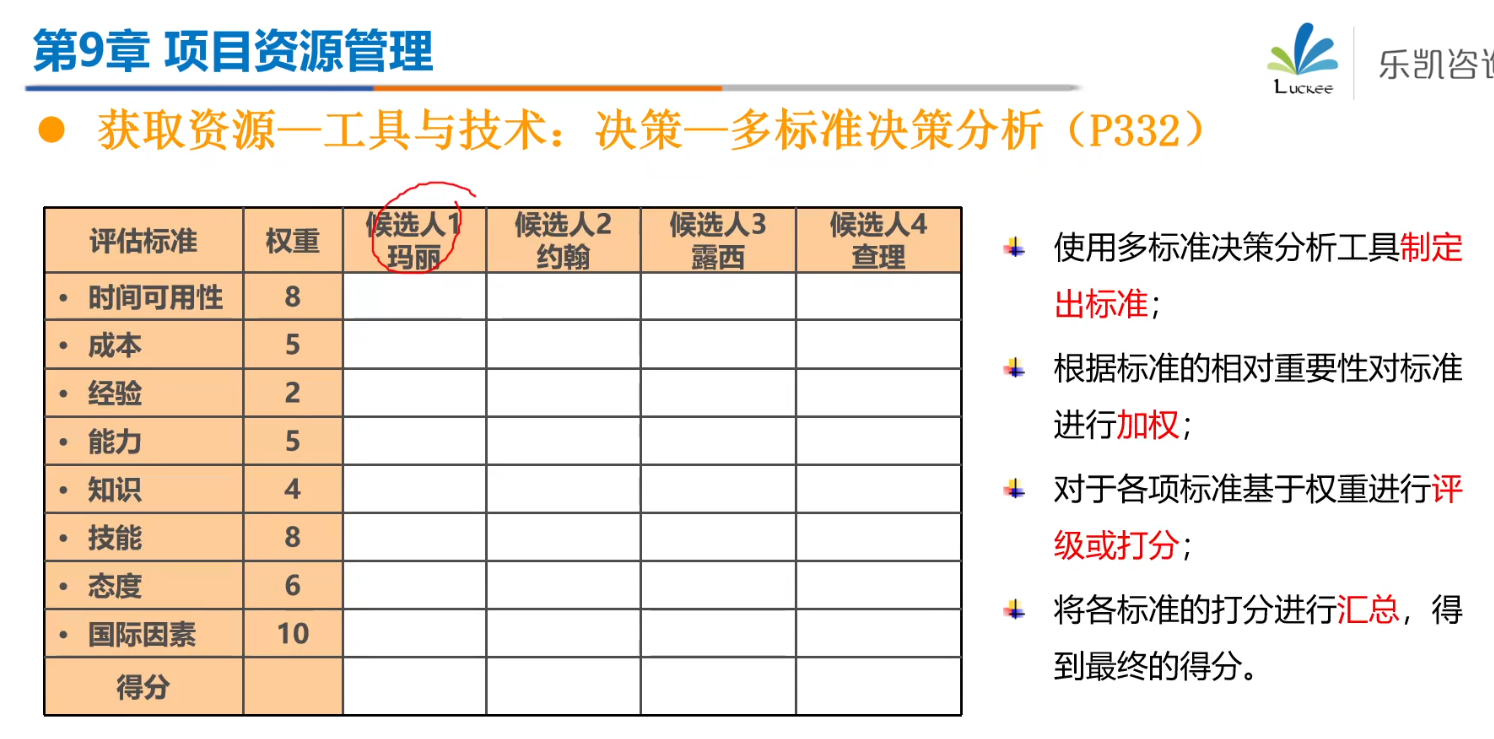 第9章 项目资源管理
Luckee
乐凯咨
● 获取资源—工具与技术：决策—多标准决策分析（P332）
评估标准 权重 候选人1 玛丽 候选人2 约翰 候选人3 露西 候选人4 查理
• 时间可用性 8
• 成本 5
• 经验 2
• 能力 5
• 知识 4
• 技能 8
• 态度 6
• 国际因素 10
得分
使用多标准决策分析工具制定
出标准；
根据标准的相对重要性对标准
进行加权；
对于各项标准基于权重进行评
级或打分；
将各标准的打分进行汇总，得
到最终的得分。